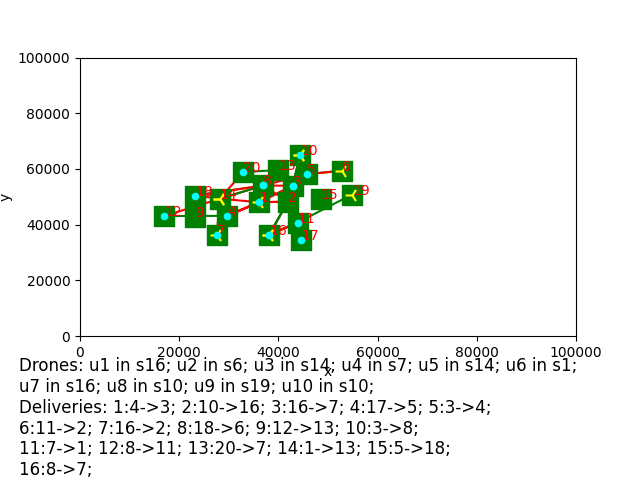 100000
80000
60000
40000
20000
0
y
0 20000 40000 60000 80000 100000
x
Drones: u1 in s16; u2 in s6; u3 in s14; u4 in s7; u5 in s14; u6 in s1;
u7 in s16; u8 in s10; u9 in s19; u10 in s10;
Deliveries: 1:4->3; 2:10->16; 3:16->7; 4:17->5; 5:3->4;
6:11->2; 7:16->2; 8:18->6; 9:12->13; 10:3->8;
11:7->1; 12:8->11; 13:20->7; 14:1->13; 15:5->18;
16:8->7;